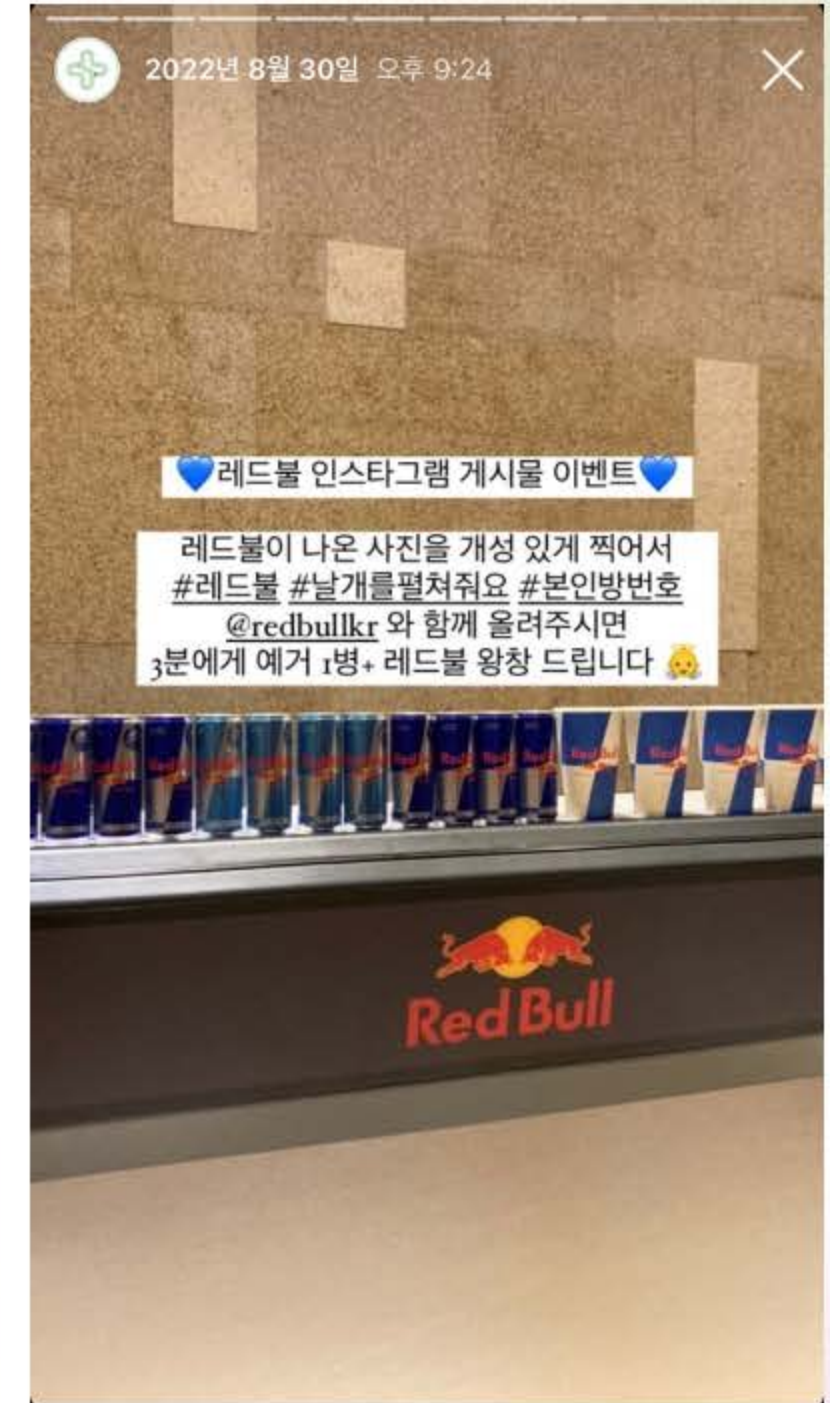 2022년 8월 30일 오후 9:24
💙레드불 인스타그램 게시물 이벤트💙
레드불이 나온 사진을 개성 있게 찍어서
#레드불 #날개를펼쳐줘요 #본인방번호
@redbullkr 와 함께 올려주시면
3분에게 예거 1병+ 레드불 왕창 드립니다 👼
Red Bull